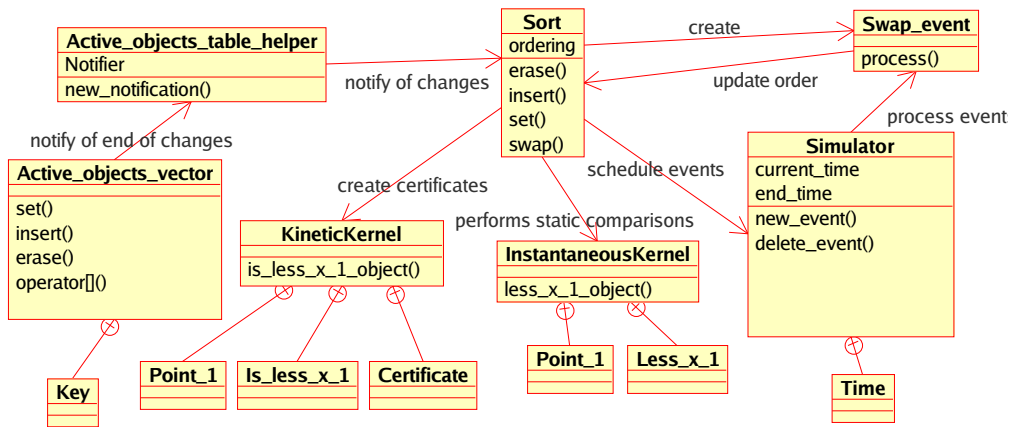 Sort
ordering
erase()
insert()
set()
swap()
Swap_event
process()
create
update order
Active_objects_table_helper
Notifier
new_notification()
notify of changes
process event
notify of end of changes
Active_objects_vector
set()
insert()
erase()
operator[]()
Simulator
current_time
end_time
new_event()
delete_event()
schedule events
create certificates
performs static comparisons
KineticKernel
is_less_x_1_object()
InstantaneousKernel
less_x_1_object()
Key
Point_1
Is_less_x_1
Certificate
Point_1
Less_x_1
Time